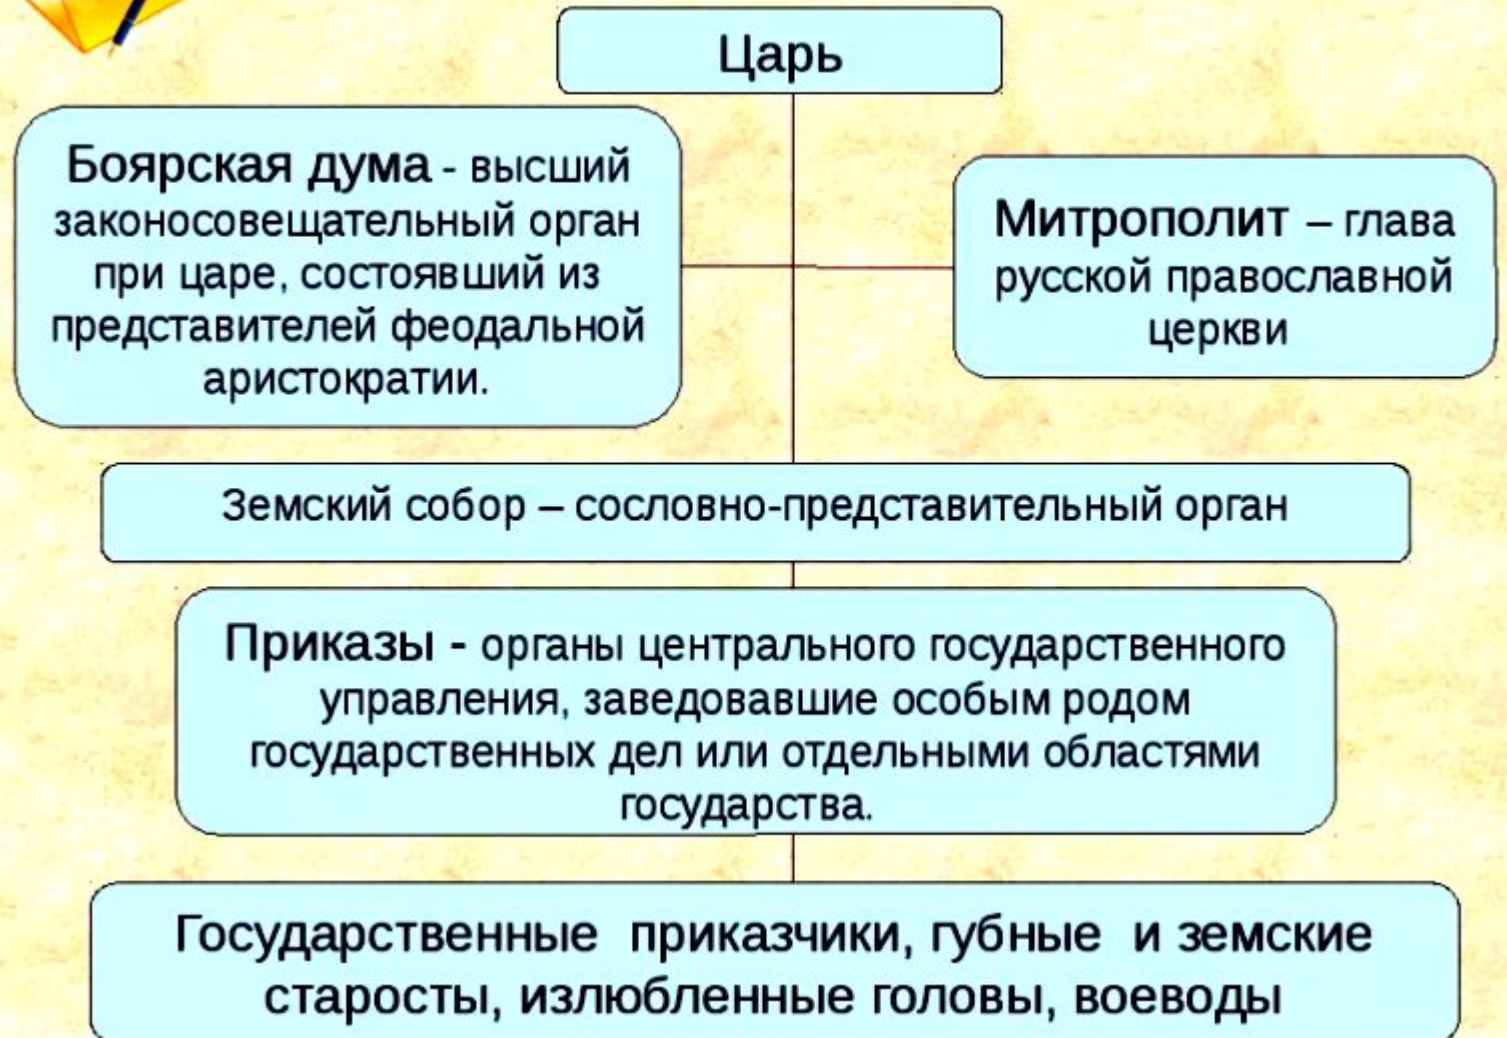 Царь
Боярская дума - высший
законосовещательный орган
при царе, состоявший из
представителей феодальной
аристократии.
Митрополит – глава
русской православной
церкви
Земский собор – сословно-представительный орган
Приказы - органы центрального государственного
управления, заведовавшие особым родом
государственных дел или отдельными областями
государства.
Государственные приказчики, губные и земские
старосты, излюбленные головы, воеводы